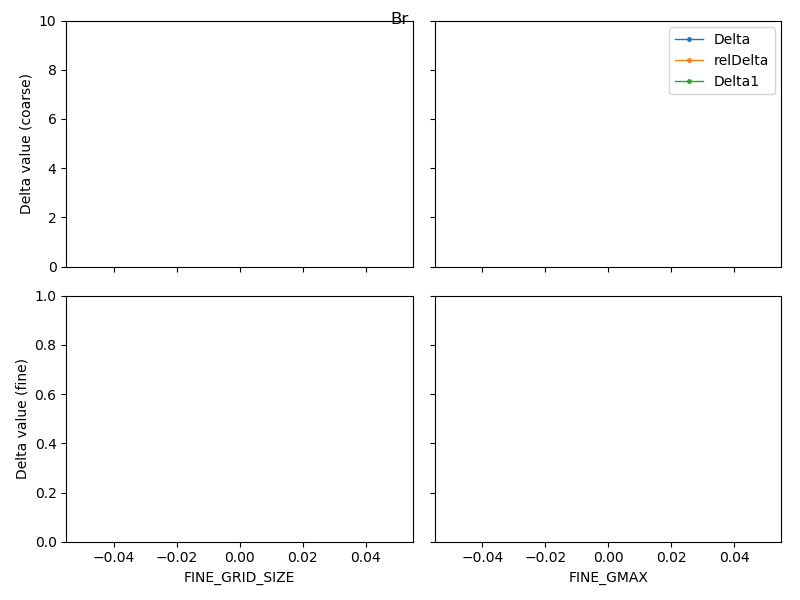 Br
Delta value (coarse)
10
8
6
4
2
0
Delta
relDelta
Delta1
Delta value (fine)
1.0
0.8
0.6
0.4
0.2
0.0
−0.04 −0.02 0.00 0.02 0.04
FINE_GRID_SIZE
−0.04 −0.02 0.00 0.02 0.04
FINE_GMAX